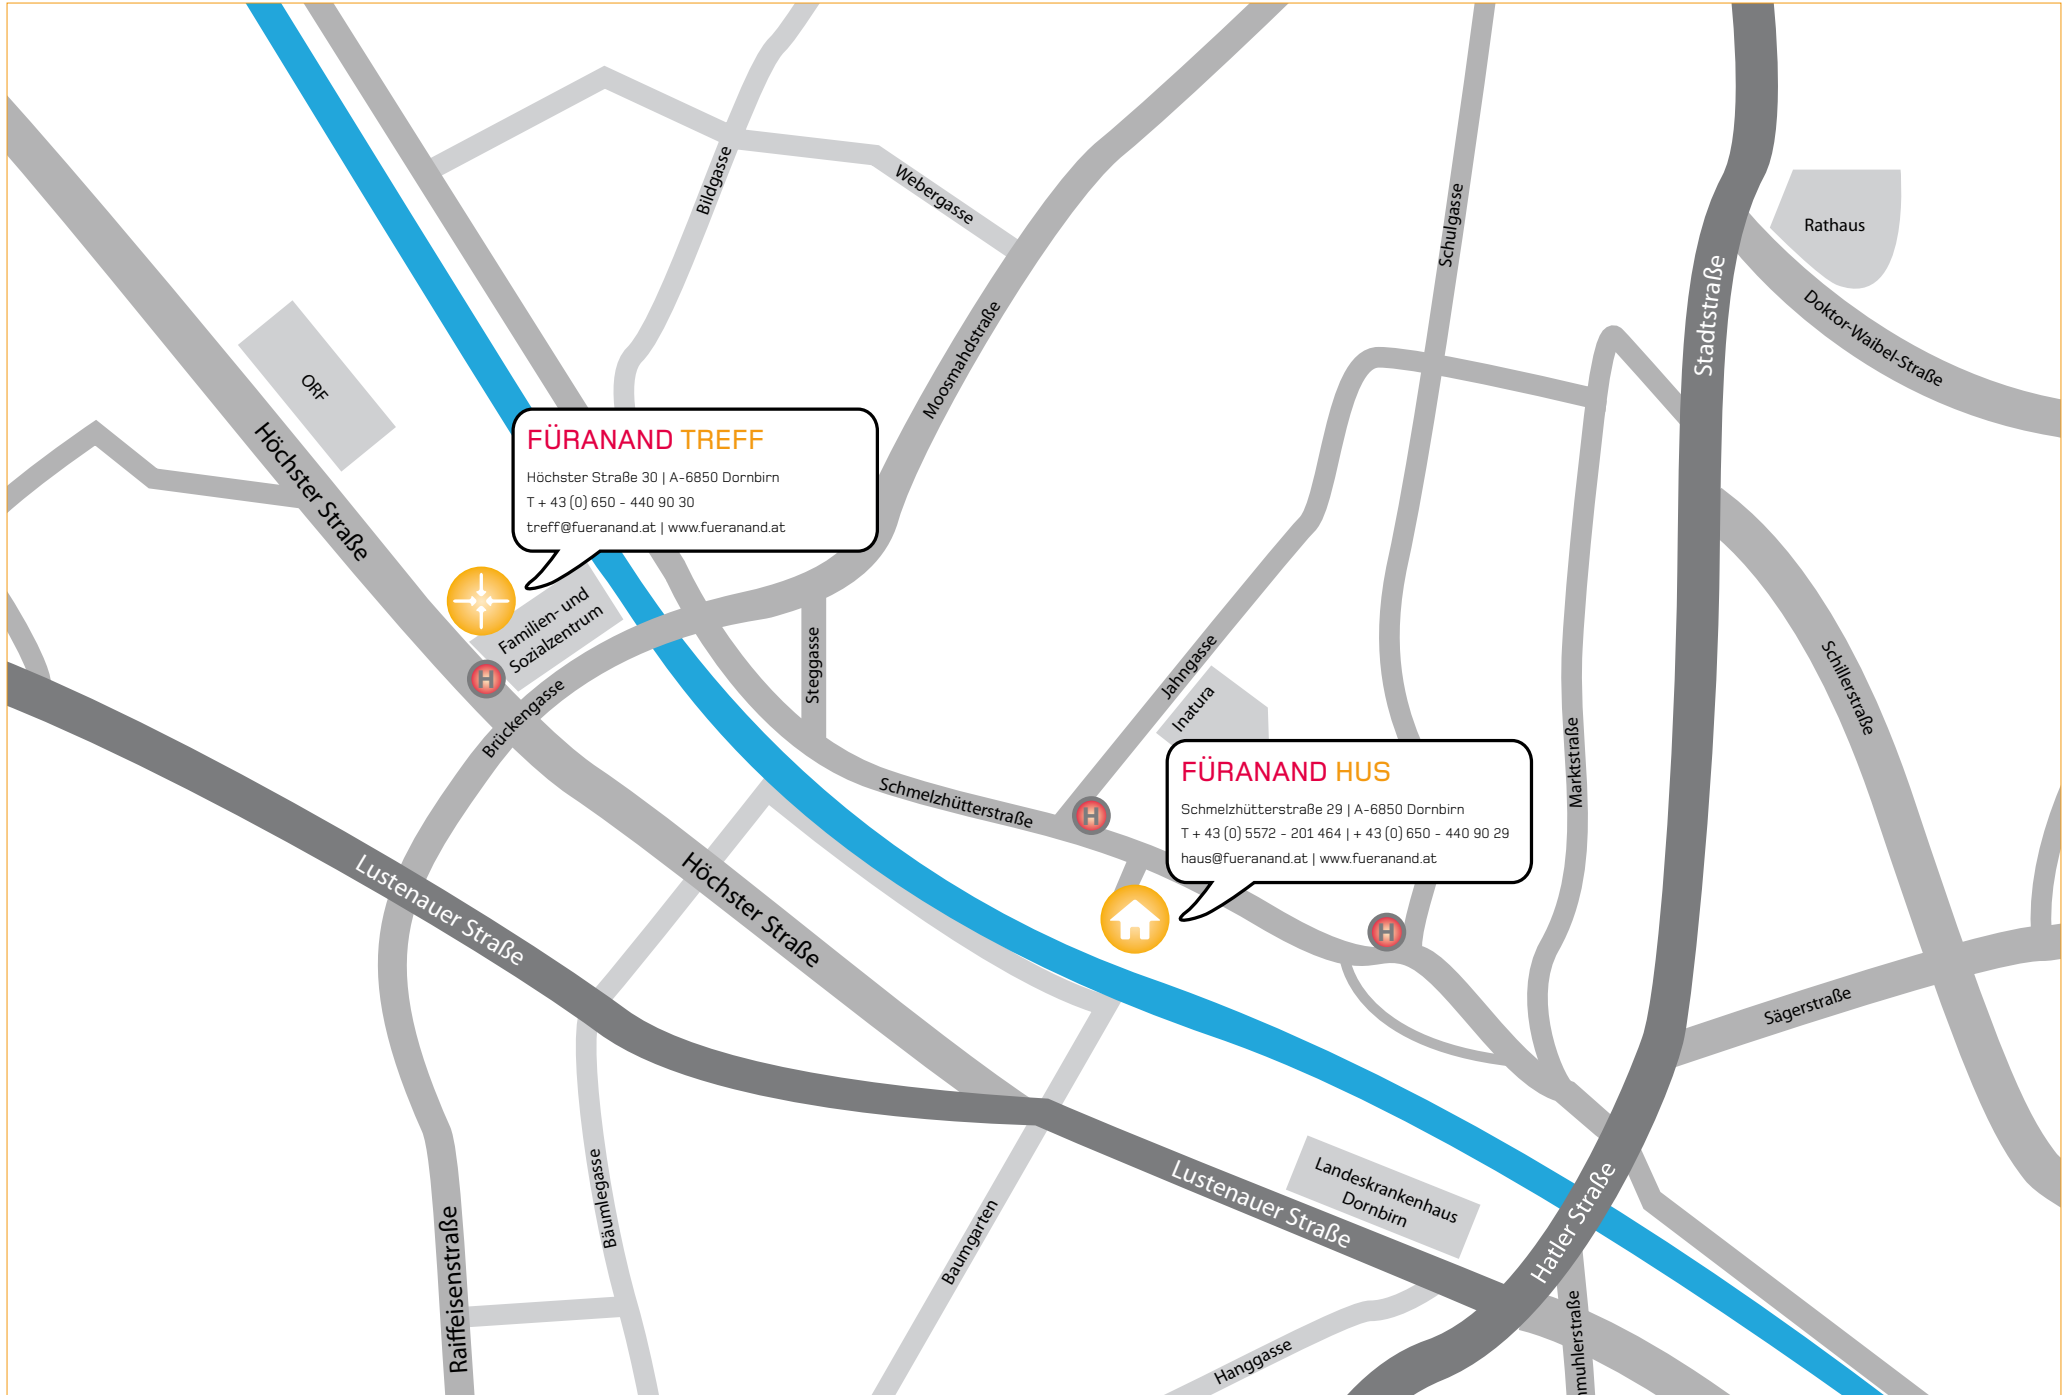 Bildgasse
Webergasse
Schulgasse
Rathaus
Stadtstraße
Doktor-Waibel-Straße
Moosmahdstraße
ORF
Höchster Straße
FÜRANAND TREFF
Höchster Straße 30 | A-6850 Dornbirn
T + 43 (0) 650 - 440 90 30
treff@fueranand.at | www.fueranand.at
Familien- und
Sozialzentrum
H
Brückengasse
Steggasse
Jahngasse
Inatura
Schillerstraße
Marktstraße
FÜRANAND HUS
Schmelzhütterstraße 29 | A-6850 Dornbirn
T + 43 (0) 5572 - 201 464 | + 43 (0) 650 - 440 90 29
haus@fueranand.at | www.fueranand.at
Schmelzhütterstraße
H
H
Lustenauer Straße
Höchster Straße
Sägerstraße
Landeskrankenhaus
Dornbirn
Lustenauer Straße
Hatler Straße
Bäumlegasse
Baumgarten
Raiffeisenstraße
Hanggasse